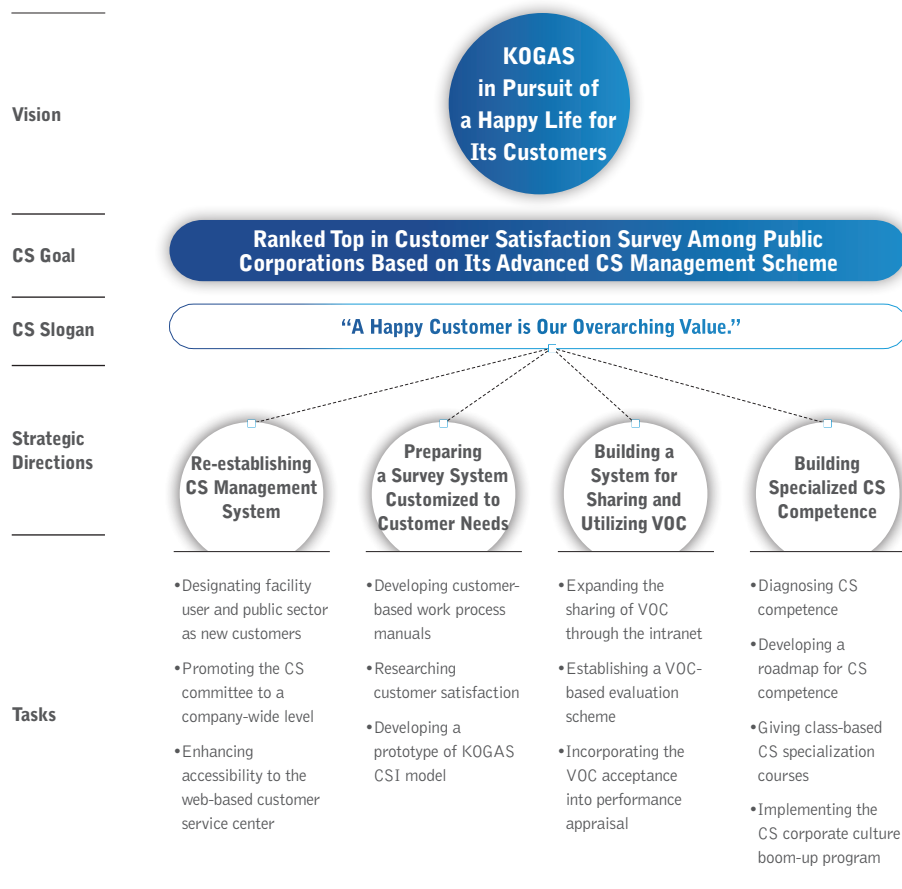 Vision
KOGAS
in Pursuit of
a Happy Life for
Its Customers
CS Goal
Ranked Top in Customer Satisfaction Survey Among Public
Corporations Based on Its Advanced CS Management Scheme
CS Slogan
“A Happy Customer is Our Overarching Value.”
Strategic
Directions
Re-establishing
CS Management
System
Preparing
a Survey System
Customized to
Customer Needs
Building a
System for
Sharing and
Utilizing VOC
Building
Specialized CS
Competence
Tasks
•Designating facility
user and public sector
as new customers
•Promoting the CS
committee to a
company-wide level
•Enhancing
accessibility to the
web-based customer
service center
•Developing customer-
based work process
manuals
•Researching
customer satisfaction
•Developing a
prototype of KOGAS
CSI model
•Expanding the
sharing of VOC
through the intranet
•Establishing a VOC-
based evaluation
scheme
•Incorporating the
VOC acceptance
into performance
appraisal
•Diagnosing CS
competence
•Developing a
roadmap for CS
competence
•Giving class-based
CS specialization
courses
•Implementing the
CS corporate culture
boom-up program